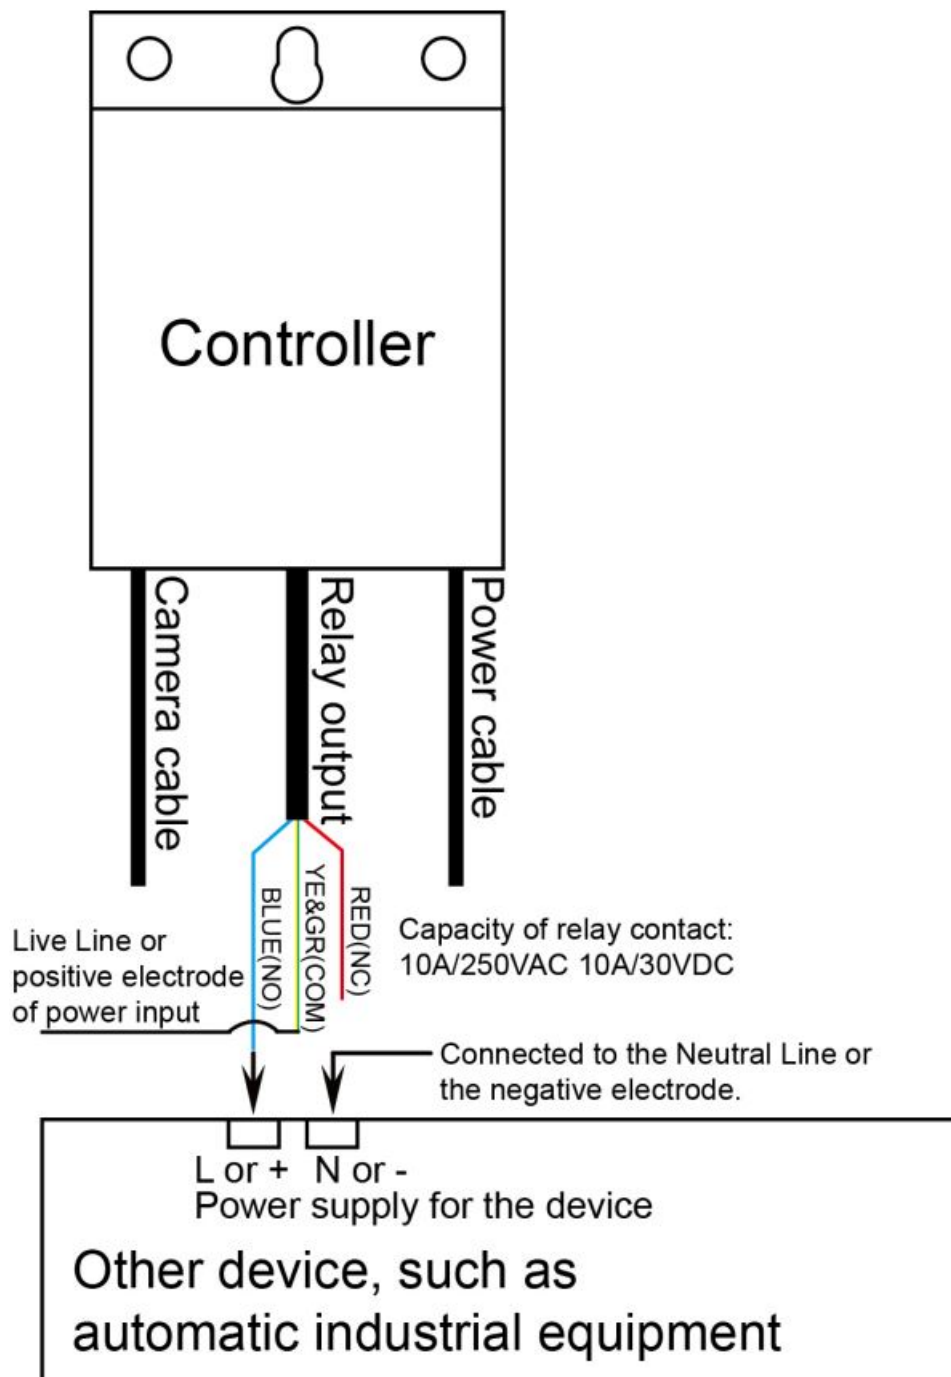 Controller
Camera cable
Relay output
Power cable
BLUE(NO)
YE&GR(COM)
RED(NC)
Live Line or
positive electrode
of power input
Capacity of relay contact:
10A/250VAC 10A/30VDC
Connected to the Neutral Line or
the negative electrode.
L or + N or -
Power supply for the device
Other device, such as
automatic industrial equipment